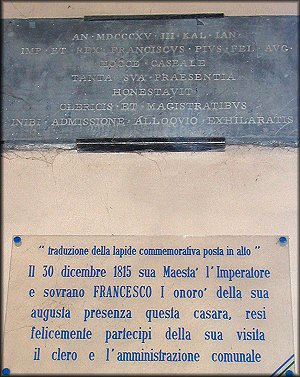 AN MDCCCXV III KAL IAN
IMP ET REX FRANCISCVS PIVS FEL AVG
HOCCE CASEALE
TANTA SVA PRAESENTIA
HONESTAVIT
CLERICIS ET MAGISTRATIBVS
INIBI ADMISSIONE ALLOQVIO EXHILARATIS
" traduzione della lapide commemorativa posta in alto "
Il 30 dicembre 1815 sua Maesta' l'Imperatore
e sovrano FRANCESCO I onoro' della sua
augusta presenza questa casara, resi
felicemente partecipi della sua visita
il clero e l'amministrazione comunale